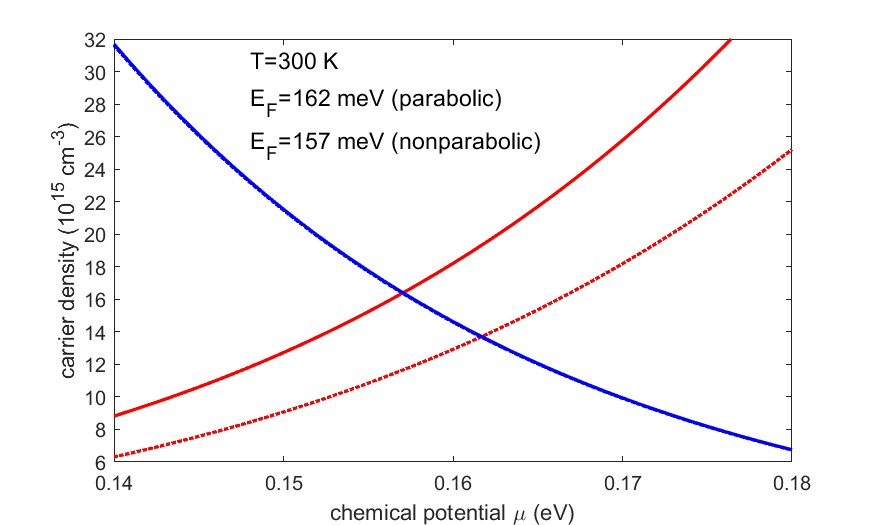 T=300 K
E_F=162 meV (parabolic)
E_F=157 meV (nonparabolic)
carrier density (10^15 cm^-3)
32
30
28
26
24
22
20
18
16
14
12
10
8
6
0.14 0.15 0.16 0.17 0.18
chemical potential μ (eV)